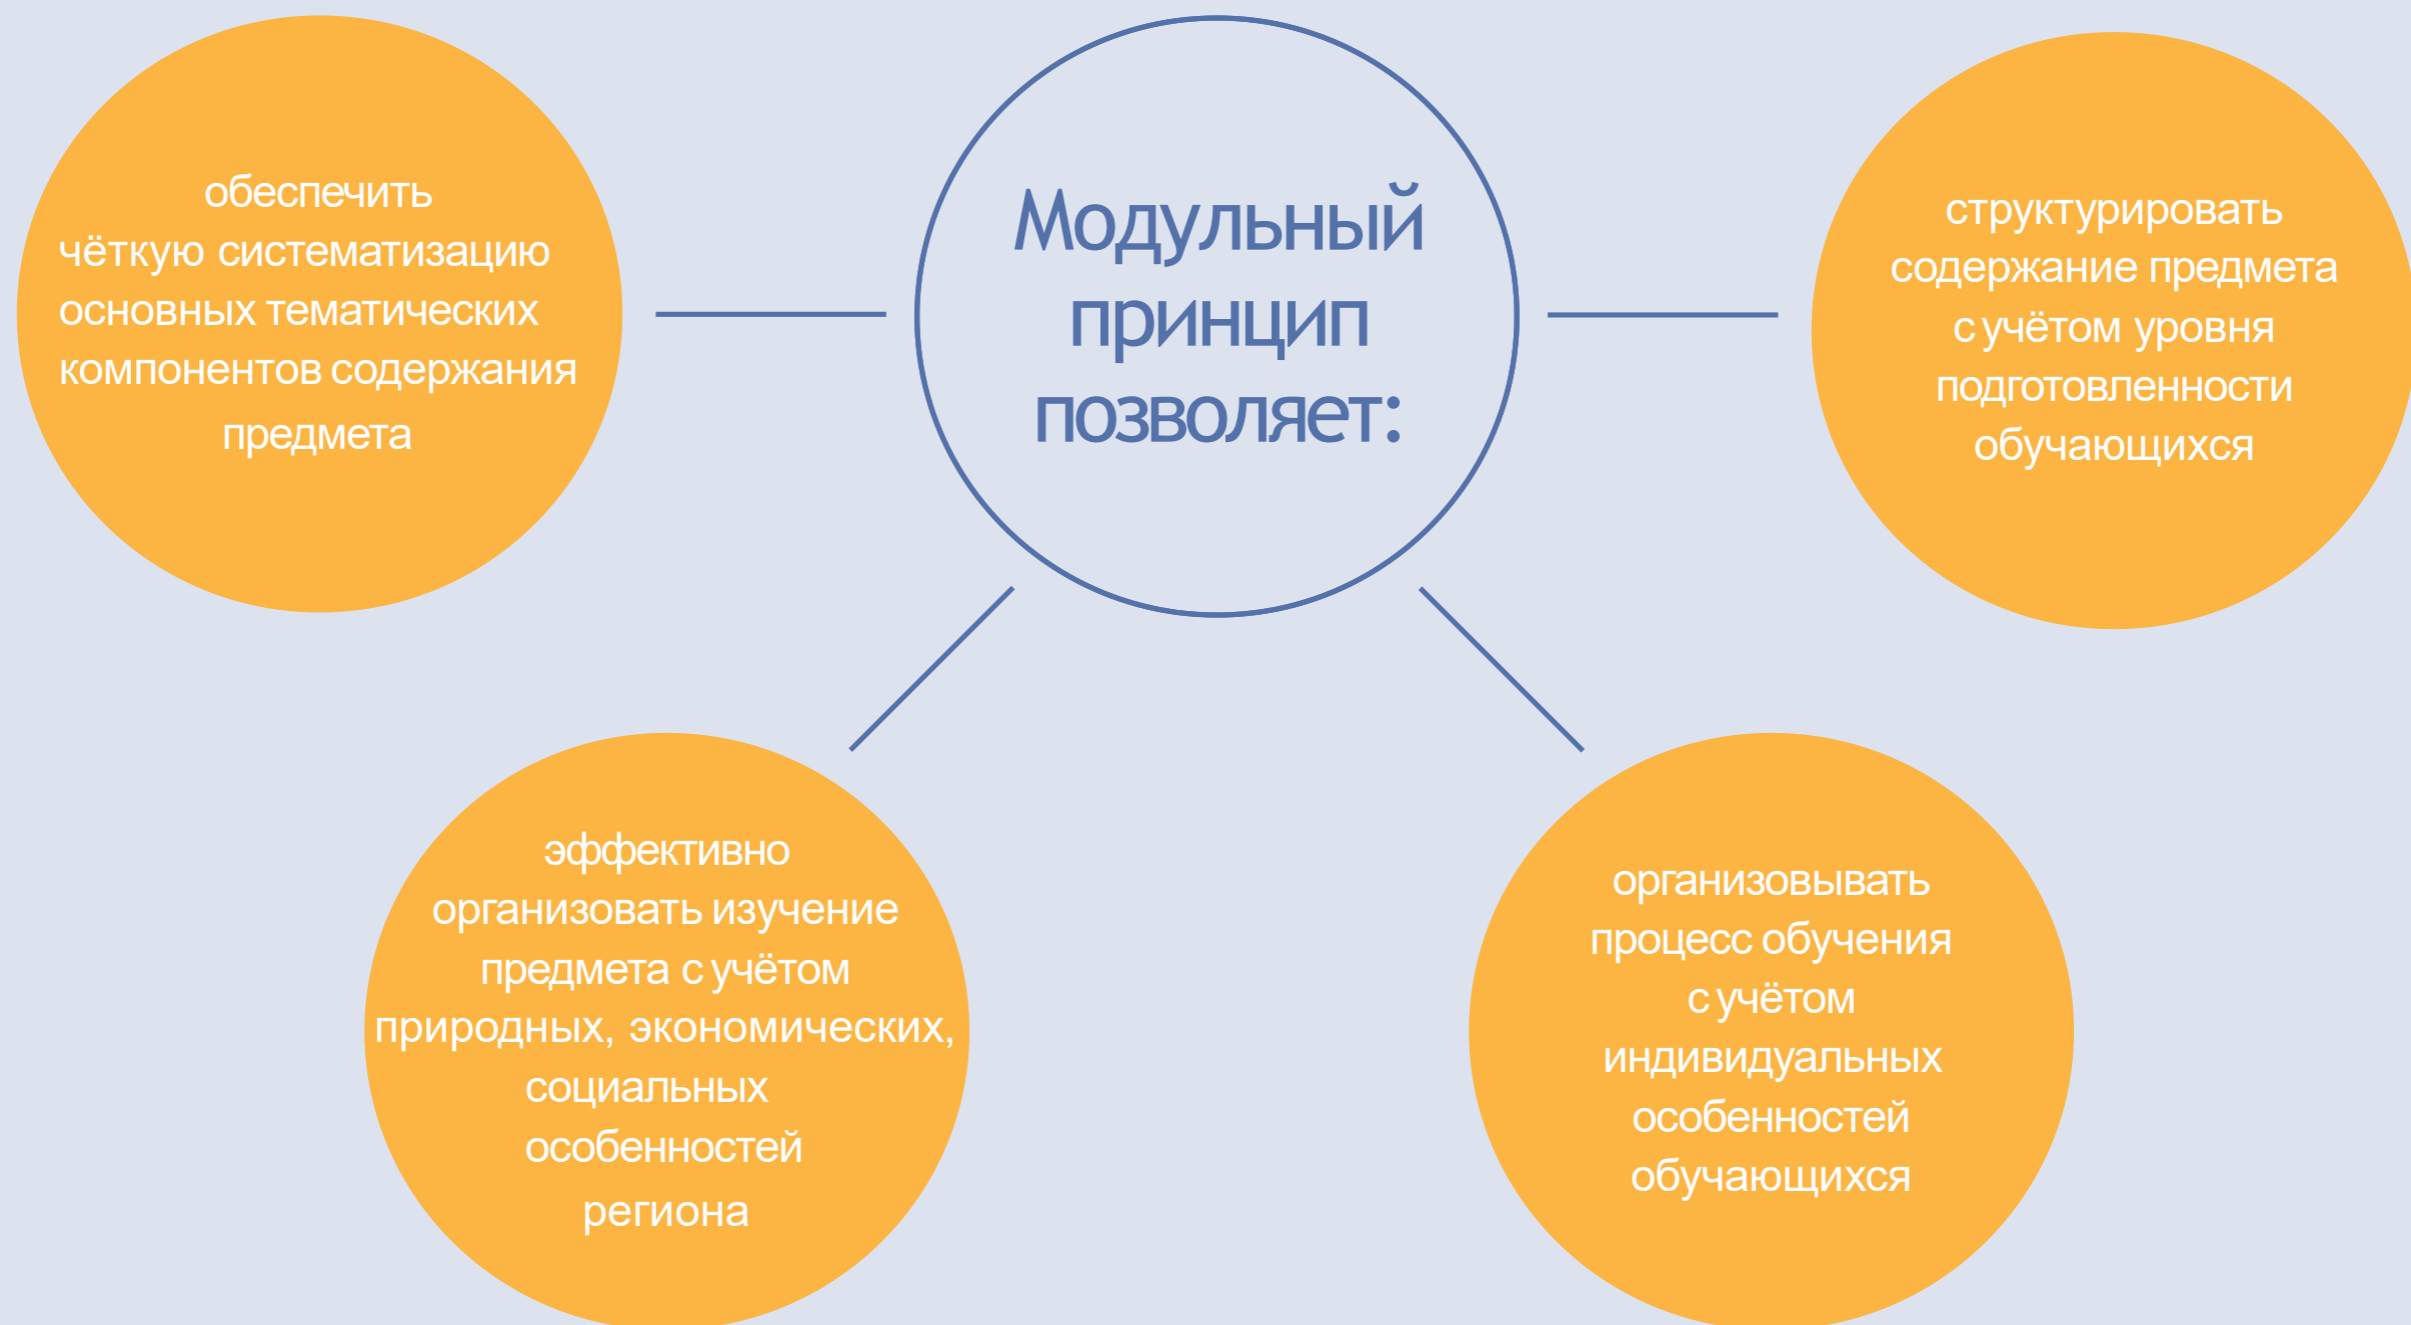 обеспечить
чёткую систематизацию
основных тематических
компонентов содержания
предмета
Модульный
принцип
позволяет:
структурировать
содержание предмета
с учётом уровня
подготовленности
обучающихся
эффективно
организовать изучение
предмета с учётом
природных, экономических,
социальных
особенностей
региона
организовывать
процесс обучения
с учётом
индивидуальных
особенностей
обучающихся